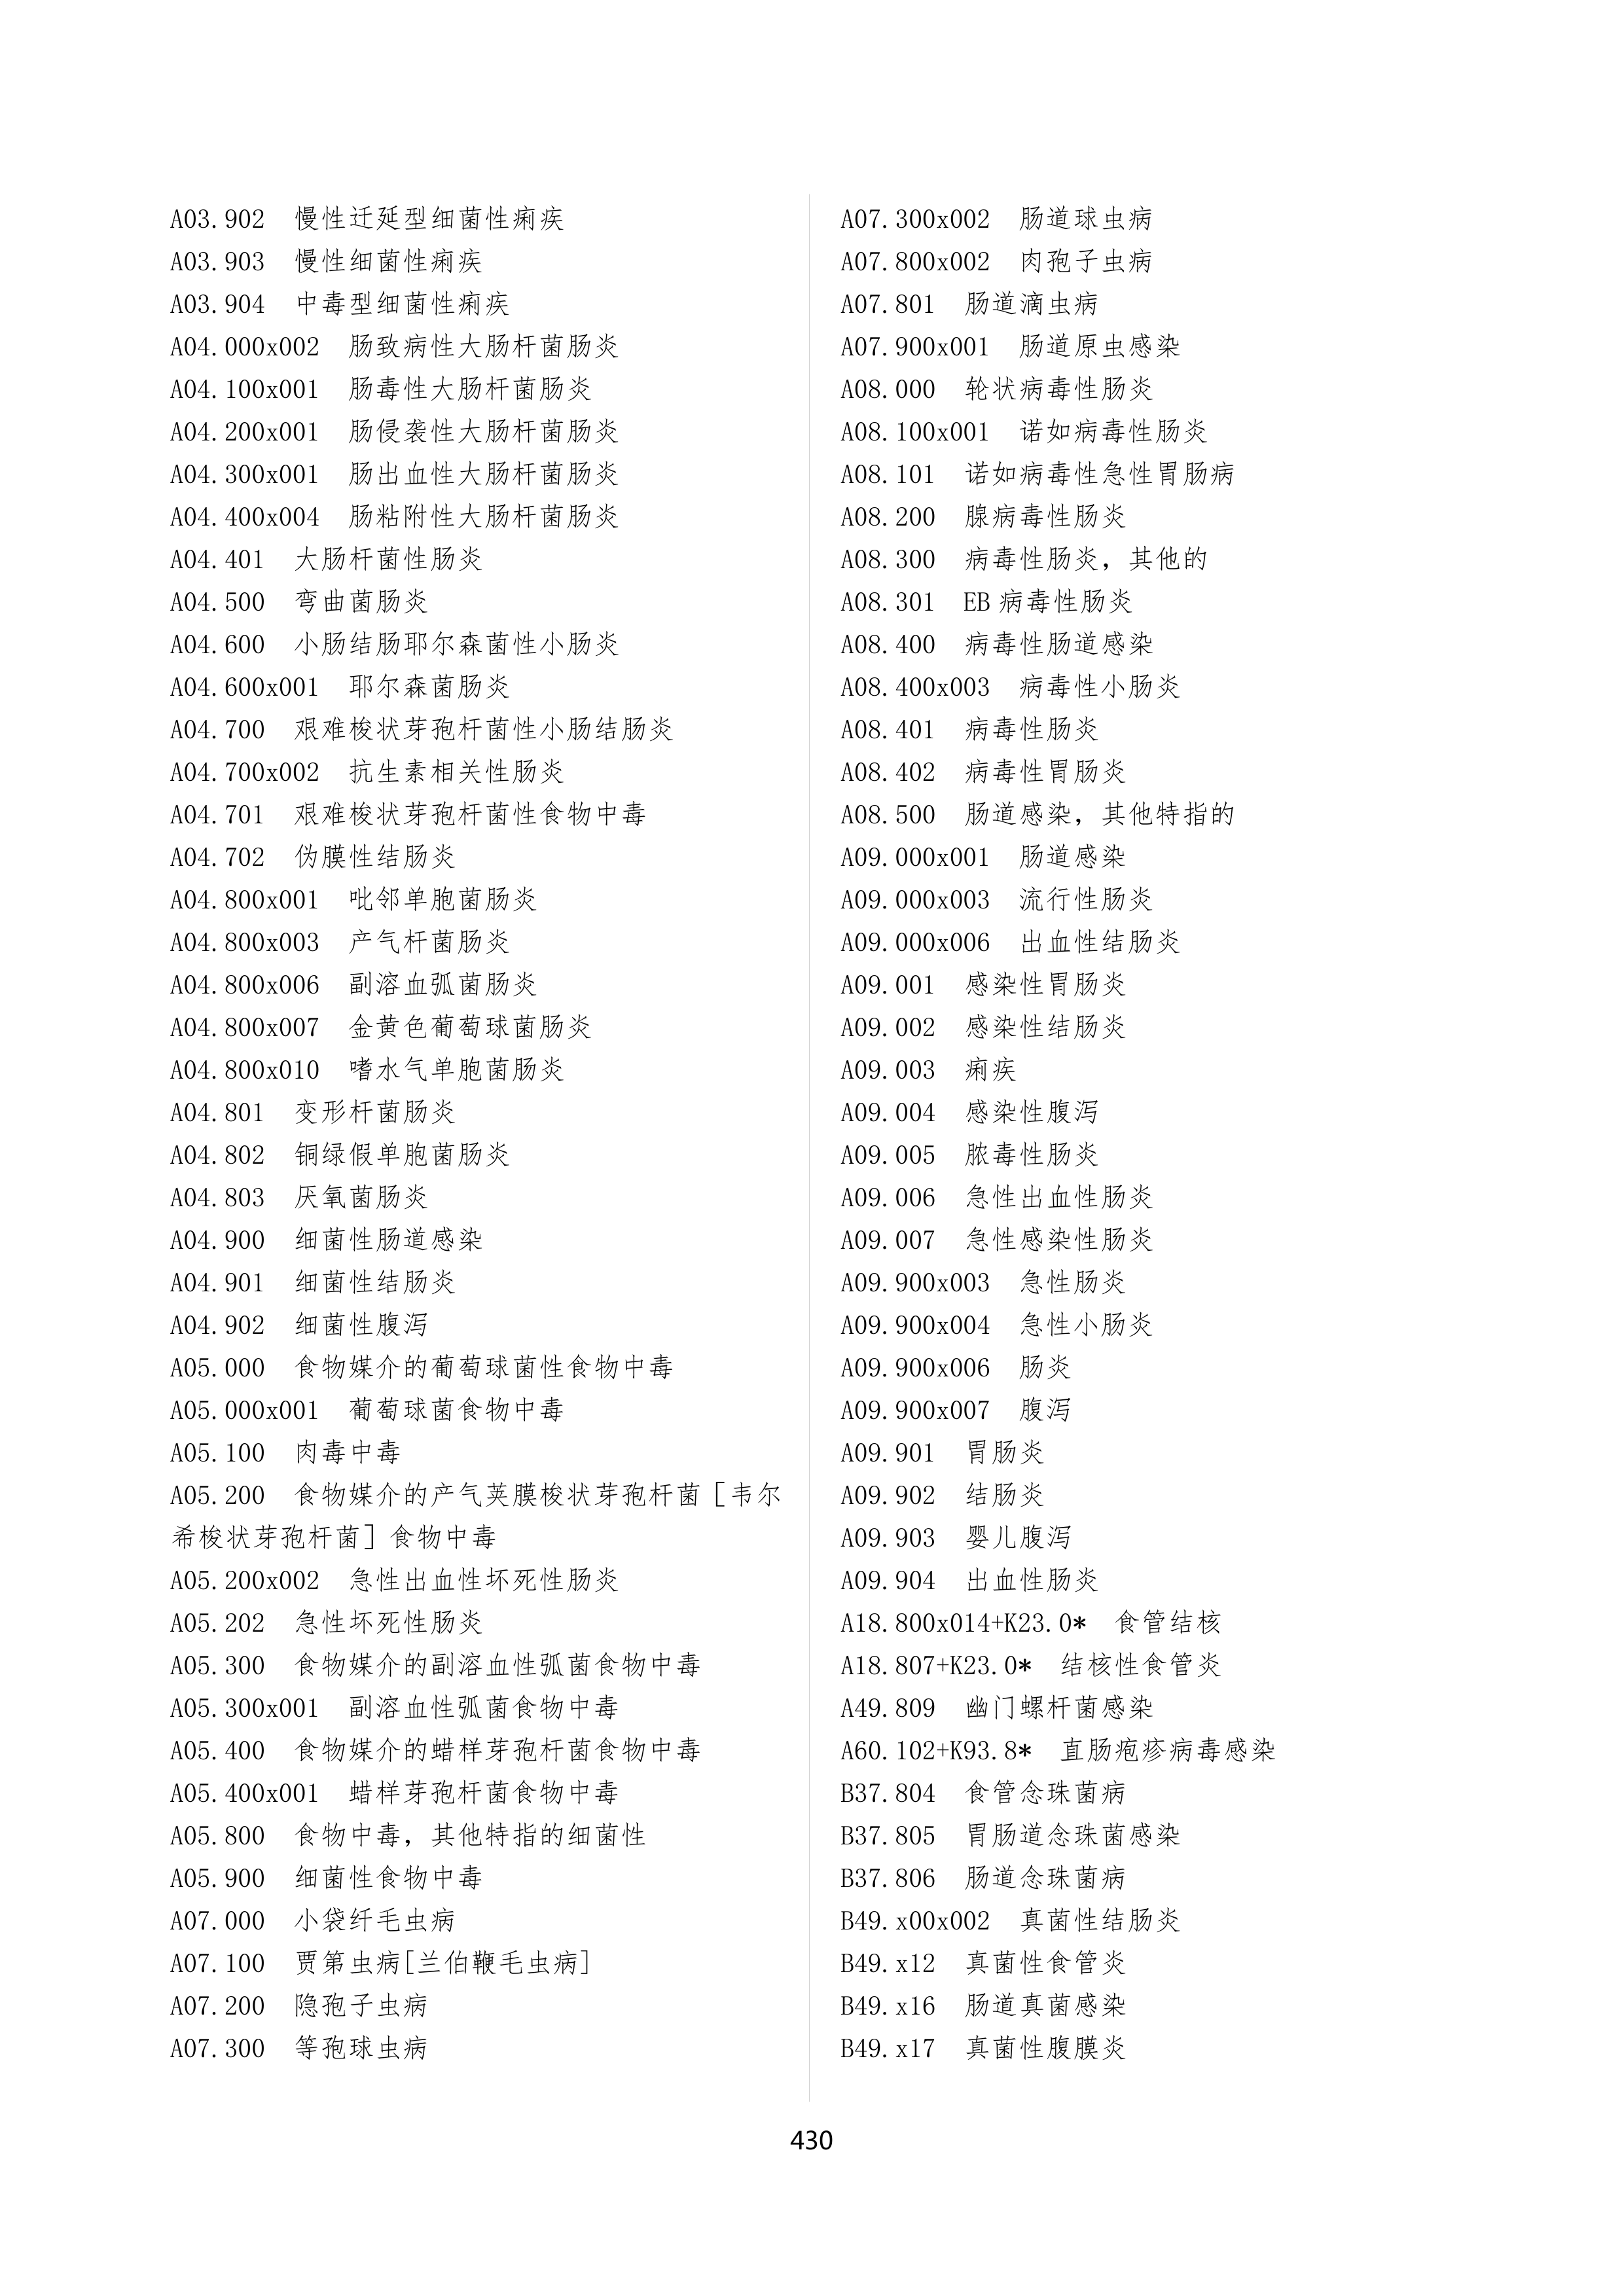 A03.902 慢性迁延型细菌性痢疾
A03.903 慢性细菌性痢疾
A03.904 中毒型细菌性痢疾
A04.000x002 肠致病性大肠杆菌肠炎
A04.100x001 肠毒性大肠杆菌肠炎
A04.200x001 肠侵袭性大肠杆菌肠炎
A04.300x001 肠出血性大肠杆菌肠炎
A04.400x004 肠粘附性大肠杆菌肠炎
A04.401 大肠杆菌性肠炎
A04.500 弯曲菌肠炎
A04.600 小肠结肠耶尔森菌性小肠炎
A04.600x001 耶尔森菌肠炎
A04.700 艰难梭状芽孢杆菌性小肠结肠炎
A04.700x002 抗生素相关性肠炎
A04.701 艰难梭状芽孢杆菌性食物中毒
A04.702 伪膜性结肠炎
A04.800x001 吡邻单胞菌肠炎
A04.800x003 产气杆菌肠炎
A04.800x006 副溶血弧菌肠炎
A04.800x007 金黄色葡萄球菌肠炎
A04.800x010 嗜水气单胞菌肠炎
A04.801 变形杆菌肠炎
A04.802 铜绿假单胞菌肠炎
A04.803 厌氧菌肠炎
A04.900 细菌性肠道感染
A04.901 细菌性结肠炎
A04.902 细菌性腹泻
A05.000 食物媒介的葡萄球菌性食物中毒
A05.000x001 葡萄球菌食物中毒
A05.100 肉毒中毒
A05.200 食物媒介的产气荚膜梭状芽孢杆菌［韦尔
希梭状芽孢杆菌］食物中毒
A05.200x002 急性出血性坏死性肠炎
A05.202 急性坏死性肠炎
A05.300 食物媒介的副溶血性弧菌食物中毒
A05.300x001 副溶血性弧菌食物中毒
A05.400 食物媒介的蜡样芽孢杆菌食物中毒
A05.400x001 蜡样芽孢杆菌食物中毒
A05.800 食物中毒，其他特指的细菌性
A05.900 细菌性食物中毒
A07.000 小袋纤毛虫病
A07.100 贾第虫病[兰伯鞭毛虫病]
A07.200 隐孢子虫病
A07.300 等孢球虫病
A07.300x002 肠道球虫病
A07.800x002 肉孢子虫病
A07.801 肠道滴虫病
A07.900x001 肠道原虫感染
A08.000 轮状病毒性肠炎
A08.100x001 诺如病毒性肠炎
A08.101 诺如病毒性急性胃肠病
A08.200 腺病毒性肠炎
A08.300 病毒性肠炎，其他的
A08.301 EB 病毒性肠炎
A08.400 病毒性肠道感染
A08.400x003 病毒性小肠炎
A08.401 病毒性肠炎
A08.402 病毒性胃肠炎
A08.500 肠道感染，其他特指的
A09.000x001 肠道感染
A09.000x003 流行性肠炎
A09.000x006 出血性结肠炎
A09.001 感染性胃肠炎
A09.002 感染性结肠炎
A09.003 痢疾
A09.004 感染性腹泻
A09.005 脓毒性肠炎
A09.006 急性出血性肠炎
A09.007 急性感染性肠炎
A09.900x003 急性肠炎
A09.900x004 急性小肠炎
A09.900x006 肠炎
A09.900x007 腹泻
A09.901 胃肠炎
A09.902 结肠炎
A09.903 婴儿腹泻
A09.904 出血性肠炎
A18.800x014+K23.0* 食管结核
A18.807+K23.0* 结核性食管炎
A49.809 幽门螺杆菌感染
A60.102+K93.8* 直肠疱疹病毒感染
B37.804 食管念珠菌病
B37.805 胃肠道念珠菌感染
B37.806 肠道念珠菌病
B49.x00x002 真菌性结肠炎
B49.x12 真菌性食管炎
B49.x16 肠道真菌感染
B49.x17 真菌性腹膜炎
430